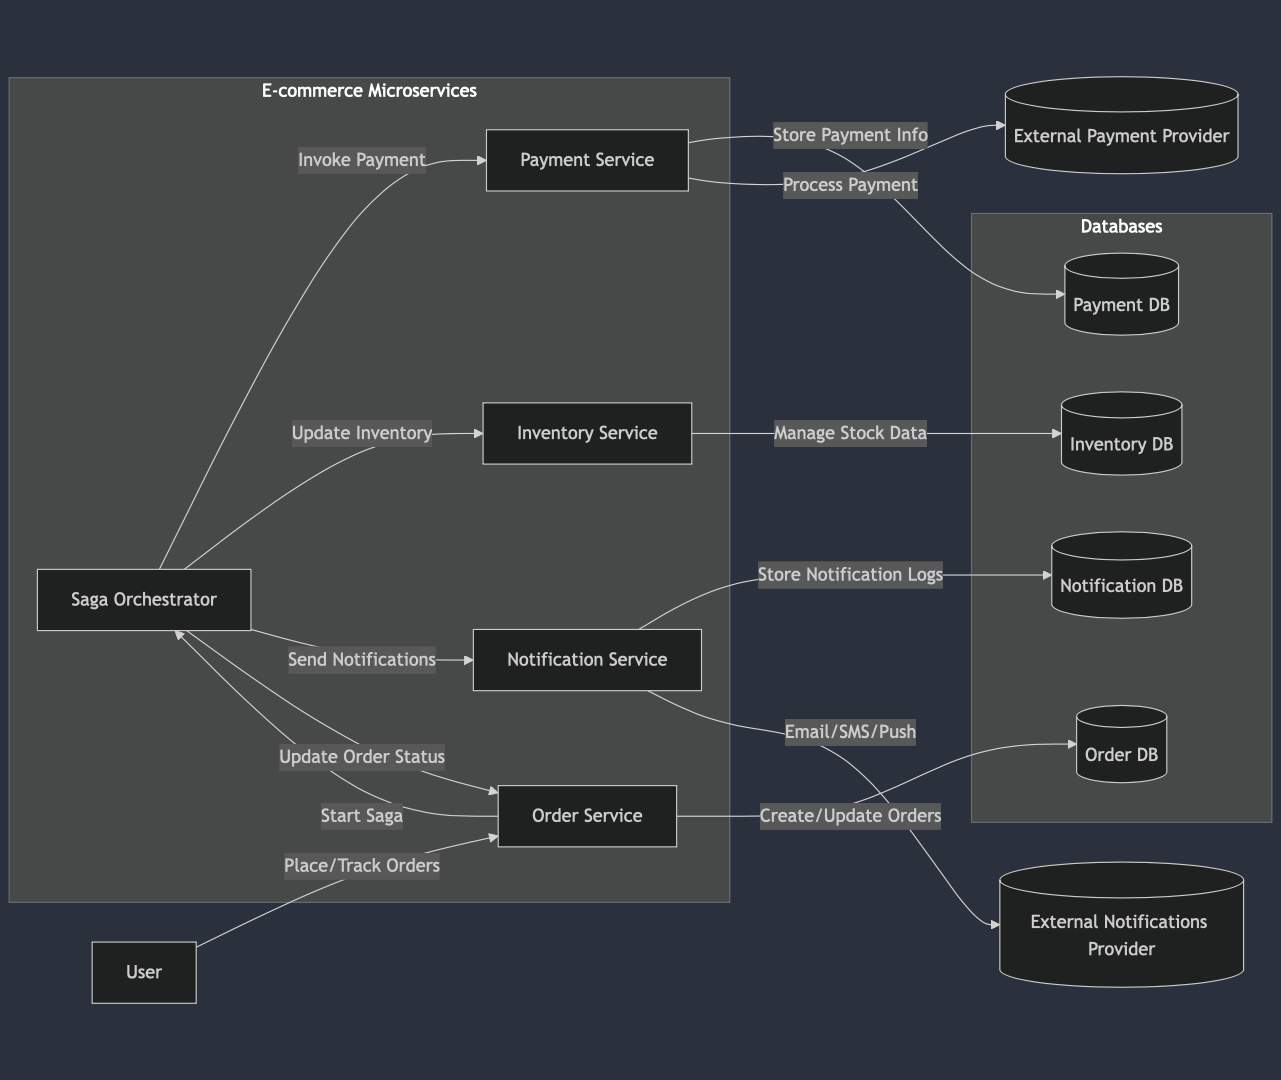 E-commerce Microservices
Invoke Payment
Payment Service
Store Payment Info
Process Payment
External Payment Provider
Databases
Payment DB
Update Inventory
Inventory Service
Manage Stock Data
Inventory DB
Saga Orchestrator
Send Notifications
Notification Service
Store Notification Logs
Notification DB
Update Order Status
Start Saga
Place/Track Orders
Order Service
Email/SMS/Push
Create/Update Orders
Order DB
User
External Notifications
Provider